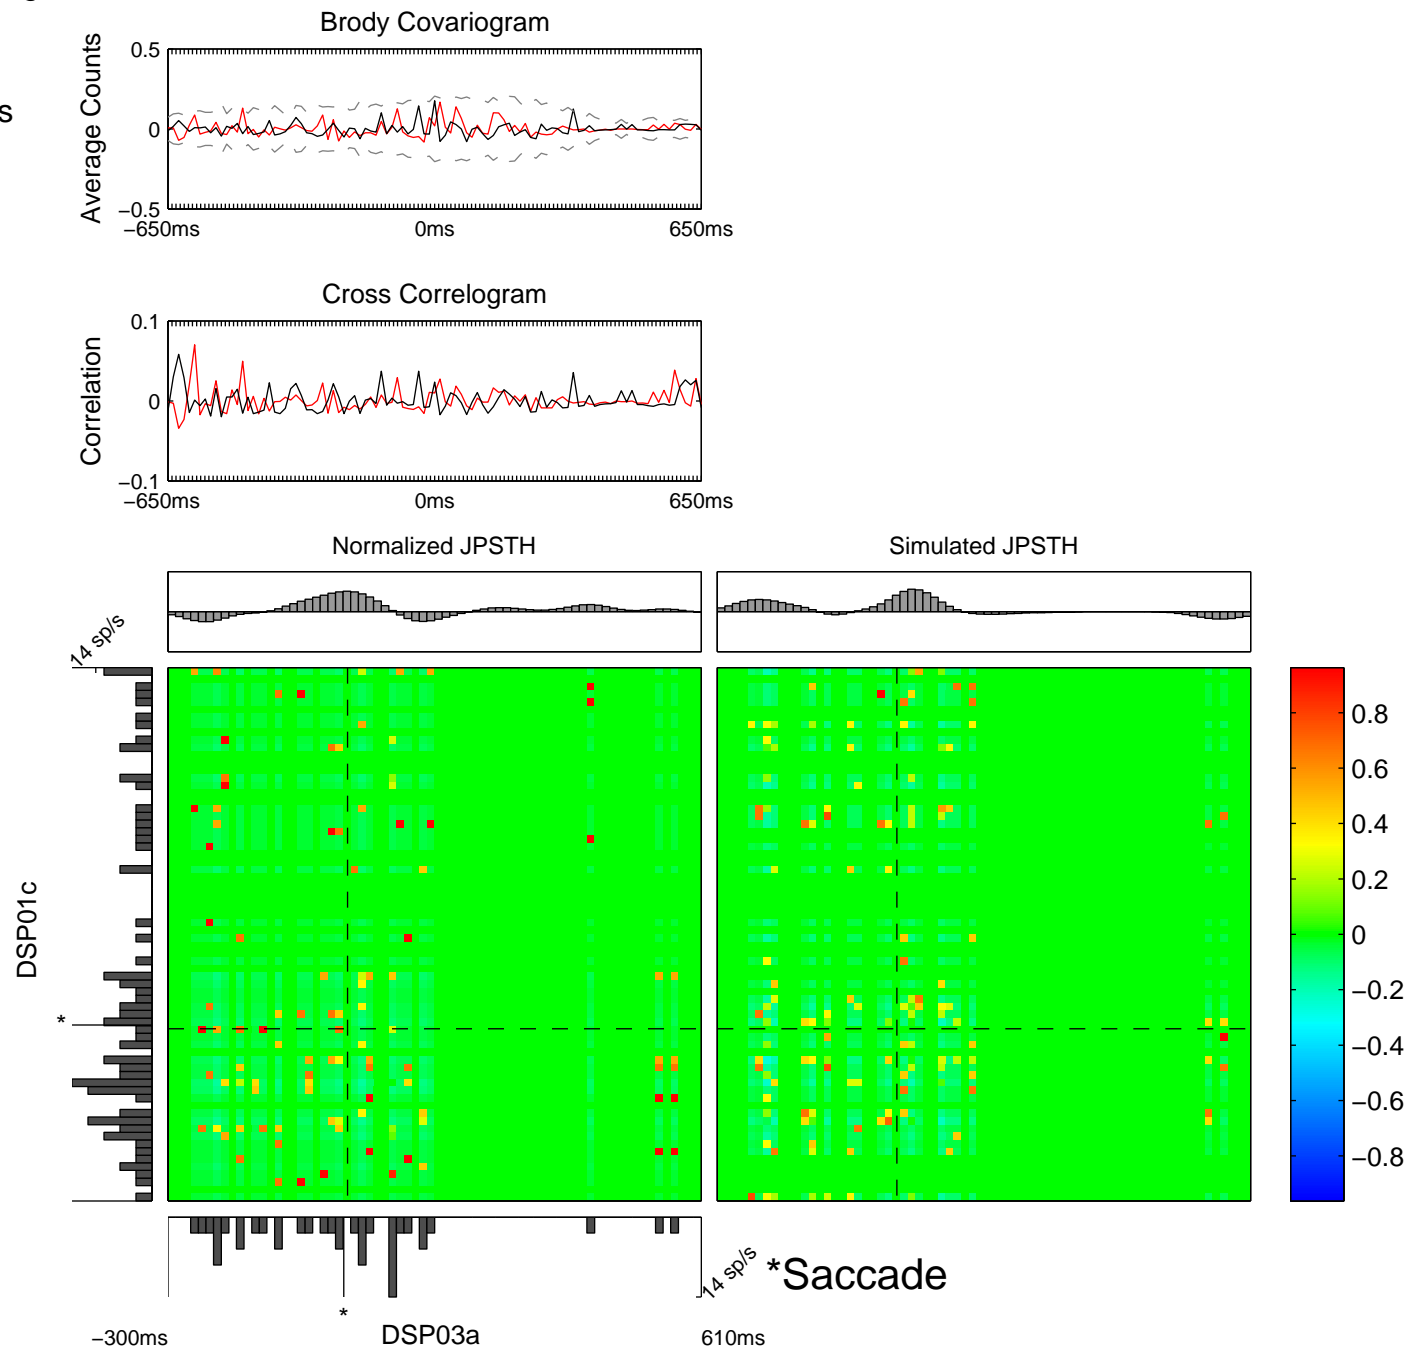 g
Brody Covariogram
s
Average Counts
0.5
0
−0.5
−650ms
0ms
650ms
Cross Correlogram
Correlation
0.1
0
−0.1
−650ms
0ms
650ms
Normalized JPSTH
Simulated JPSTH
14 sp/s
DSP01c
*
0.8
0.6
0.4
0.2
0
−0.2
−0.4
−0.6
−0.8
14 sp/s
*Saccade
*
−300ms
DSP03a
610ms